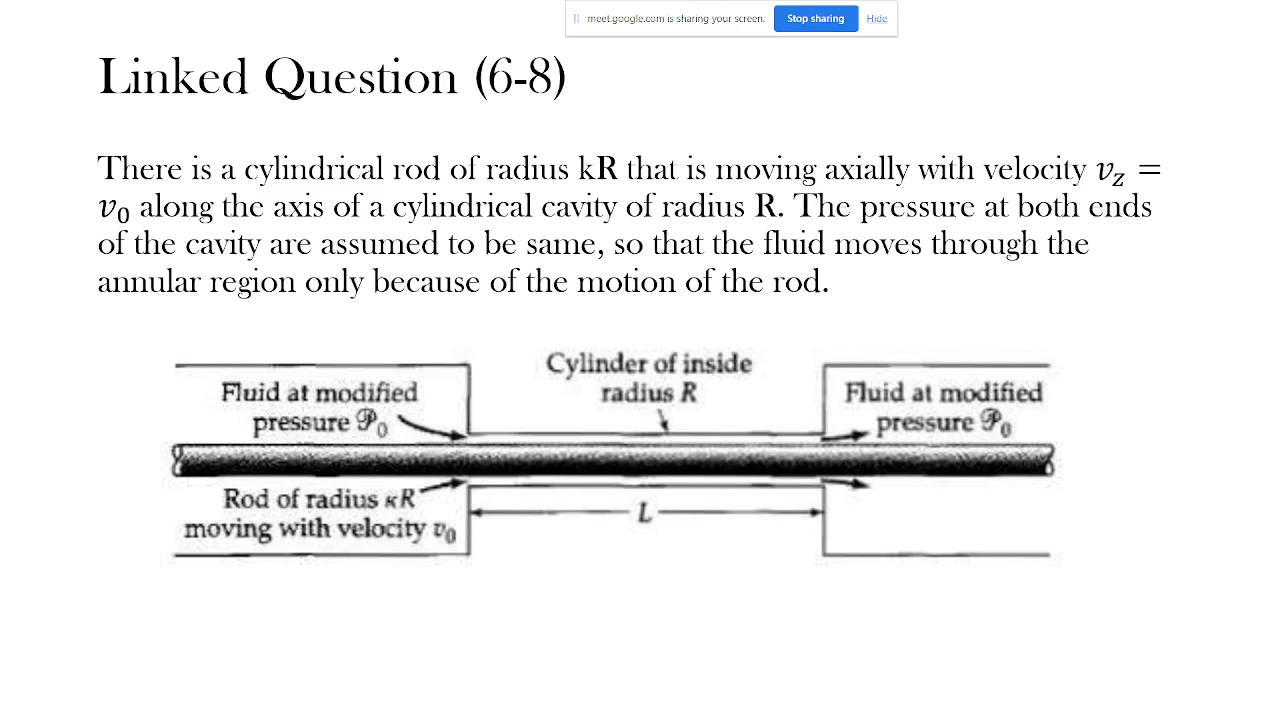 meet.google.com is sharing your screen. Stop sharing Hide
Linked Question (6-8)
There is a cylindrical rod of radius kR that is moving axially with velocity v_z =
v_0 along the axis of a cylindrical cavity of radius R. The pressure at both ends
of the cavity are assumed to be same, so that the fluid moves through the
annular region only because of the motion of the rod.
Fluid at modified
pressure 𝒫_0
Cylinder of inside
radius R
Fluid at modified
pressure 𝒫_0
Rod of radius κR
moving with velocity v_0
L